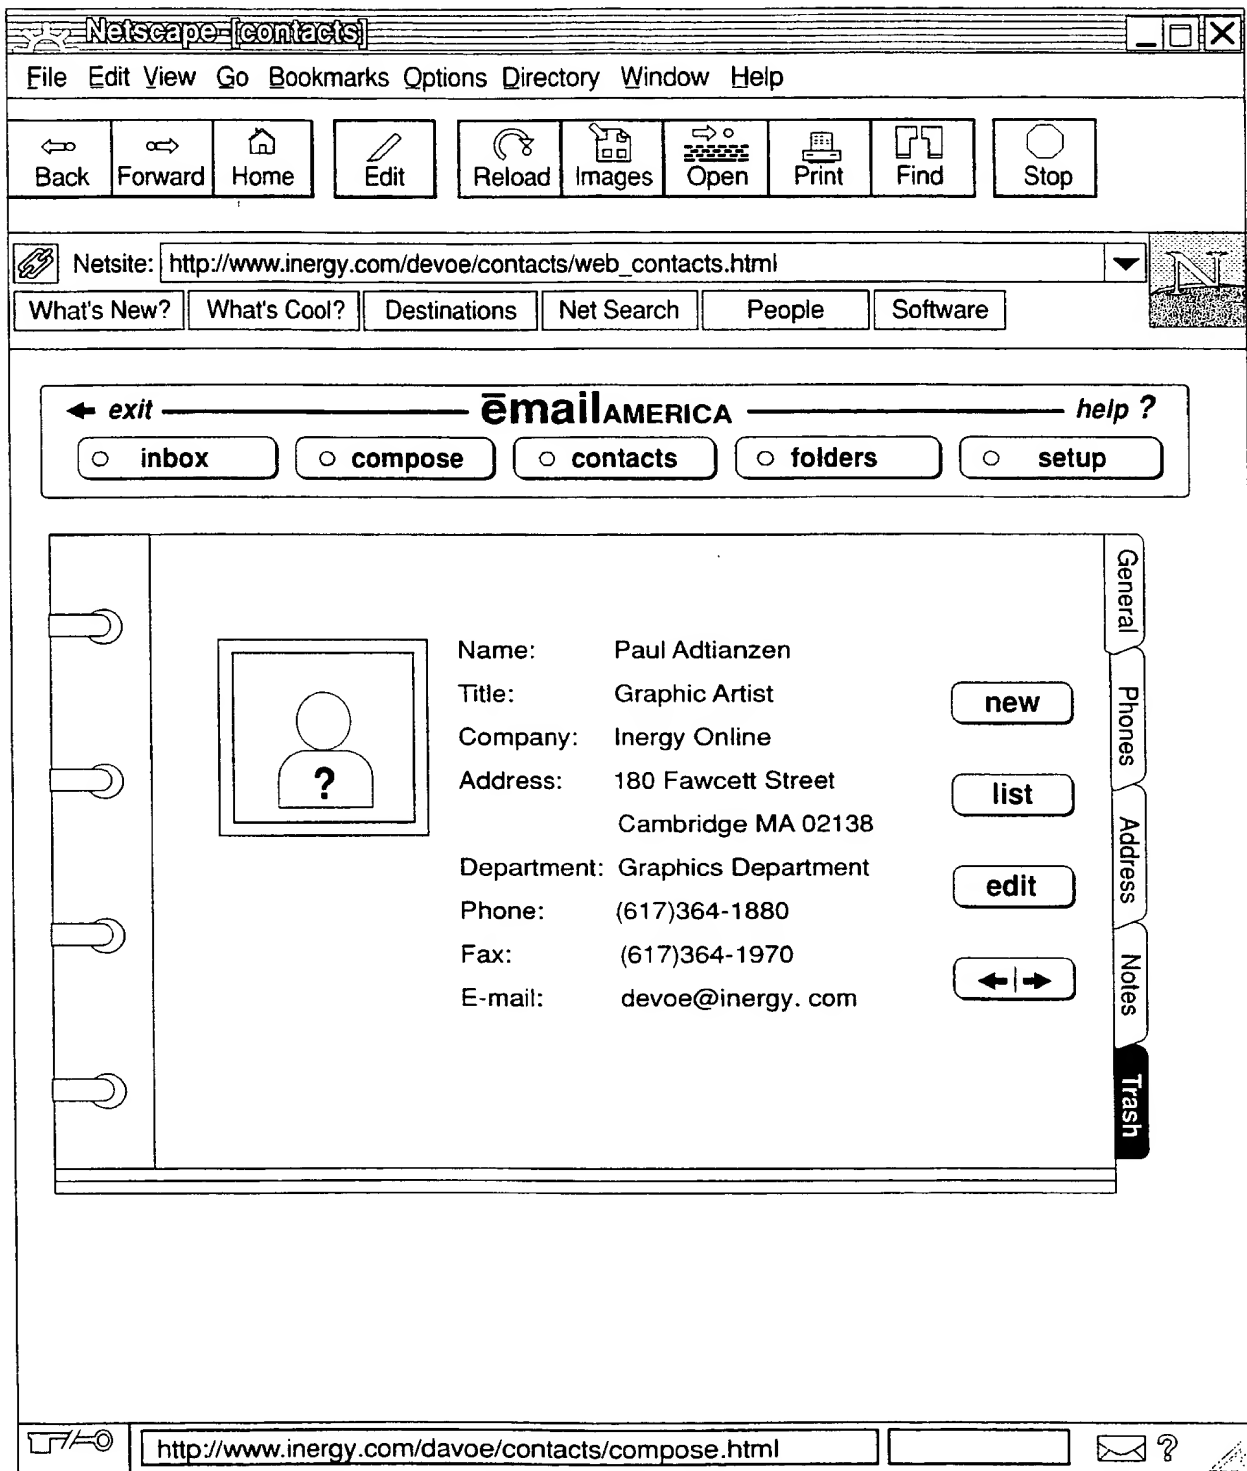 Netscape-[contacts]
File Edit View Go Bookmarks Options Directory Window Help
Back Forward Home Edit Reload Images Open Print Find Stop
Netsite: http://www.inergy.com/devoe/contacts/web_contacts.html
N
What's New? What's Cool? Destinations Net Search People Software
exit ēmailAMERICA help ?
inbox compose contacts folders setup
General
Phones
Address
Notes
Trash
?
Name: Paul Adtianzen
Title: Graphic Artist
Company: Inergy Online
Address: 180 Fawcett Street
Cambridge MA 02138
Department: Graphics Department
Phone: (617)364-1880
Fax: (617)364-1970
E-mail: devoe@inergy. com
new
list
edit
http://www.inergy.com/davoe/contacts/compose.html
?